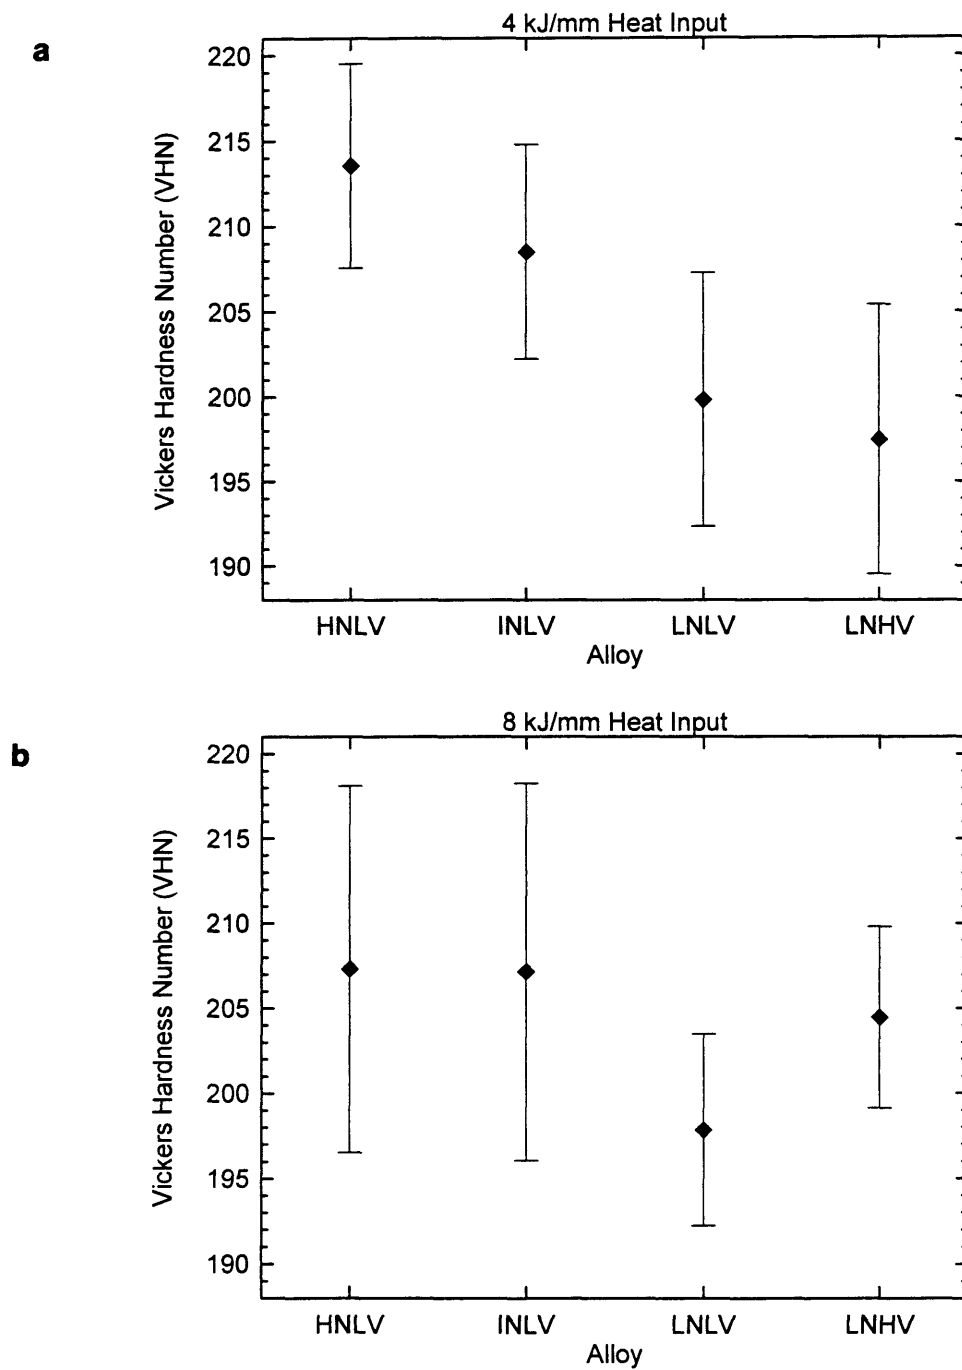 a
4 kJ/mm Heat Input
Vickers Hardness Number (VHN)
220
215
210
205
200
195
190
HNLV INLV LNLV LNHV
Alloy
b
8 kJ/mm Heat Input
Vickers Hardness Number (VHN)
220
215
210
205
200
195
190
HNLV INLV LNLV LNHV
Alloy